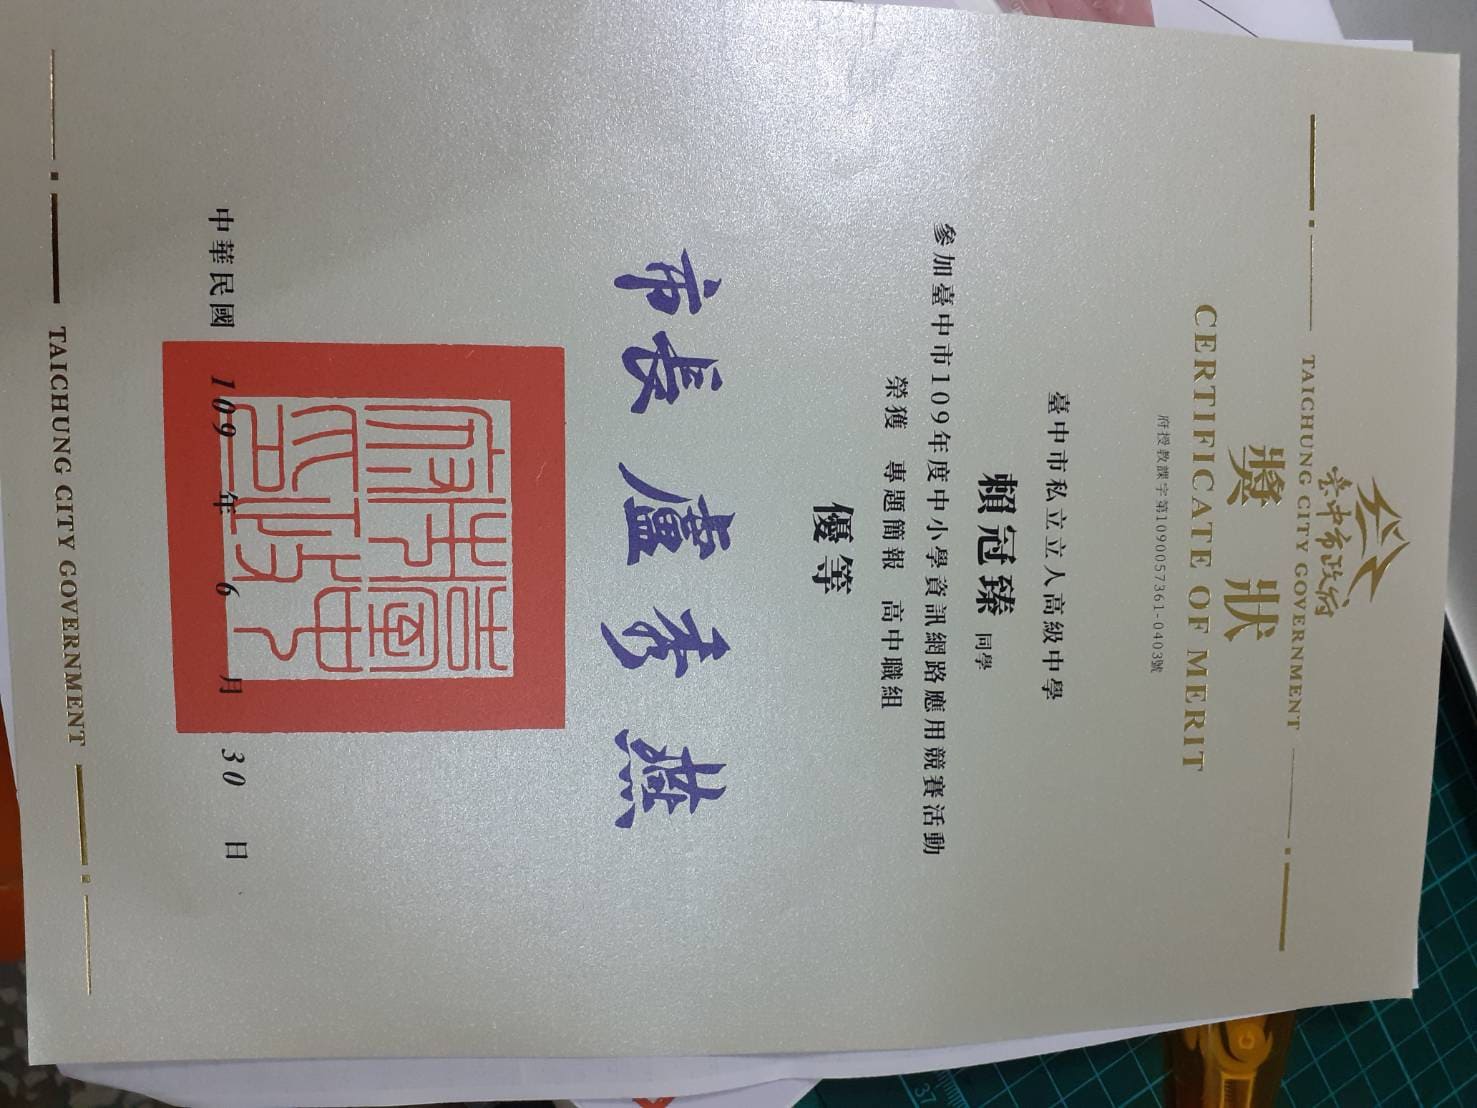 臺中市政府
TAICHUNG CITY GOVERNMENT
獎 狀
CERTIFICATE OF MERIT
府授教課字第1090057361-0403號
臺中市私立立人高級中學
賴冠臻 同學
參加臺中市109年度中小學資訊網路應用競賽活動
榮獲 專題簡報 高中職組
優等
市長 盧秀燕
臺中市政府印
中華民國 109 年 6 月 30 日
TAICHUNG CITY GOVERNMENT
37